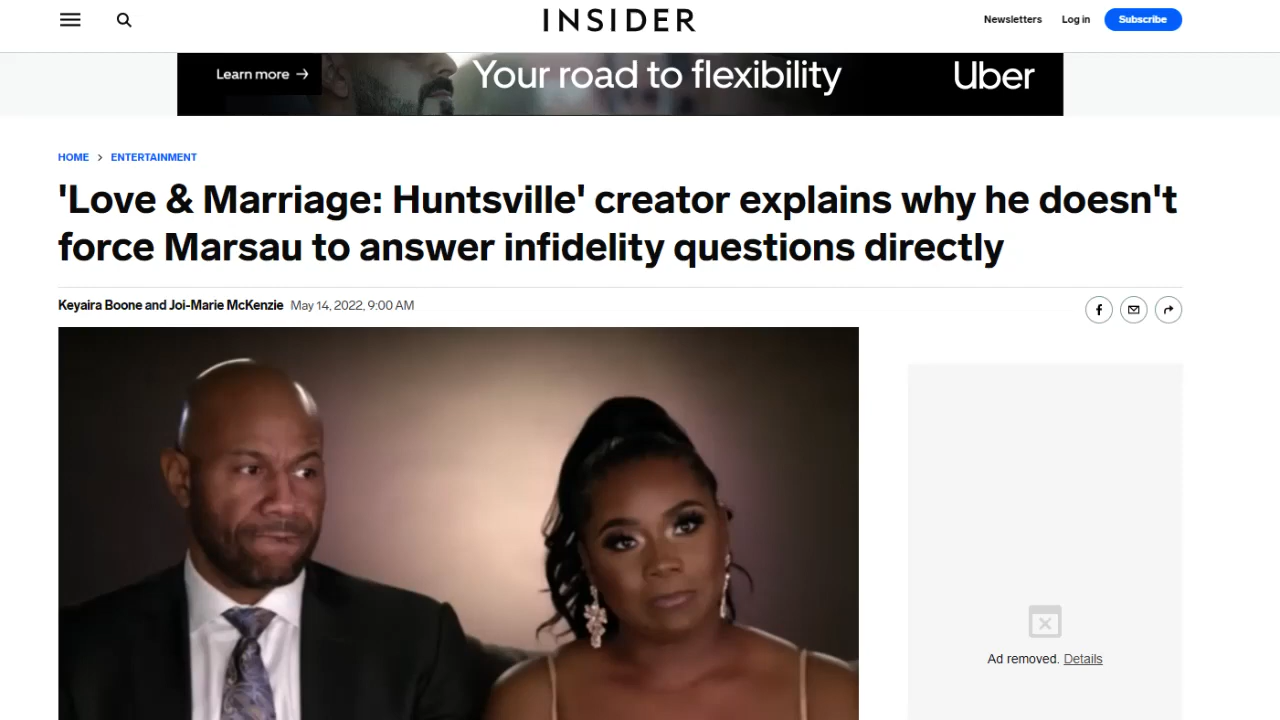 INSIDER
Newsletters
Log in
Subscribe
Learn more →
Your road to flexibility
Uber
HOME > ENTERTAINMENT
'Love & Marriage: Huntsville' creator explains why he doesn't
force Marsau to answer infidelity questions directly
Keyaira Boone and Joi-Marie McKenzie May 14, 2022, 9:00 AM
Ad removed. Details